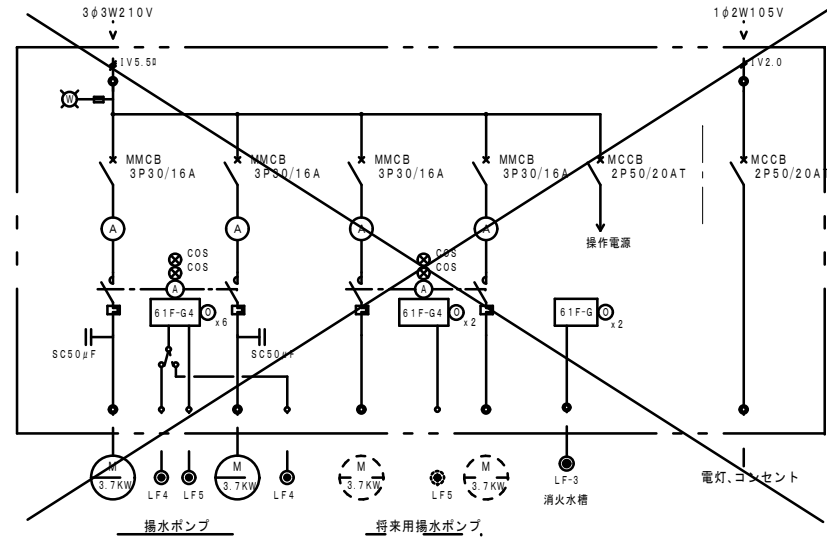 3φ3W210V
1φ2W105V
IV5.5□
IV2.0
W
MMCB
3P30/16A
MMCB
3P30/16A
MMCB
3P30/16A
MMCB
3P30/16A
MCCB
2P50/20AT
MCCB
2P50/20AT
A
A
A
A
操作電源
COS
COS
COS
COS
A
A
61F-G4
O
x6
61F-G4
O
x2
61F-G
O
x2
SC50μF
SC50μF
M
3.7KW
LF4
LF5
M
3.7KW
LF4
M
3.7KW
LF5
M
3.7KW
LF-3
消火水槽
電灯、コンセント
揚水ポンプ
将来用揚水ポンプ